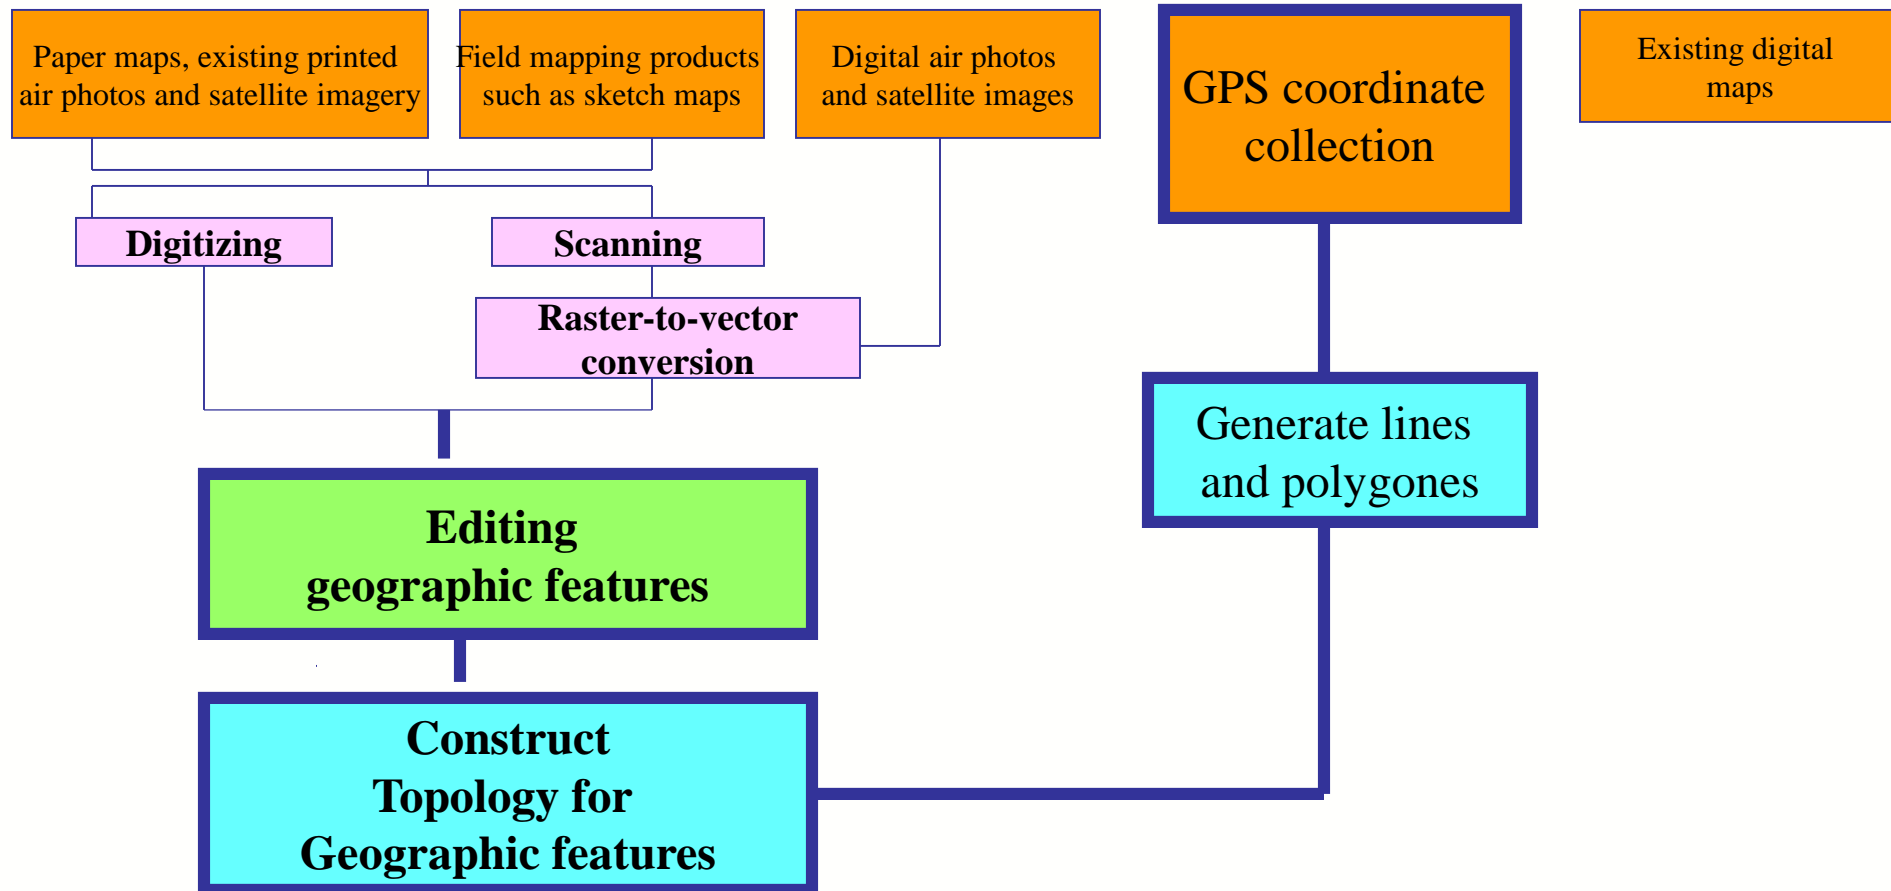 Paper maps, existing printed
air photos and satellite imagery
Field mapping products
such as sketch maps
Digital air photos
and satellite images
GPS coordinate
collection
Existing digital
maps
Digitizing
Scanning
Raster-to-vector
conversion
Generate lines
and polygones
Editing
geographic features
Construct
Topology for
Geographic features